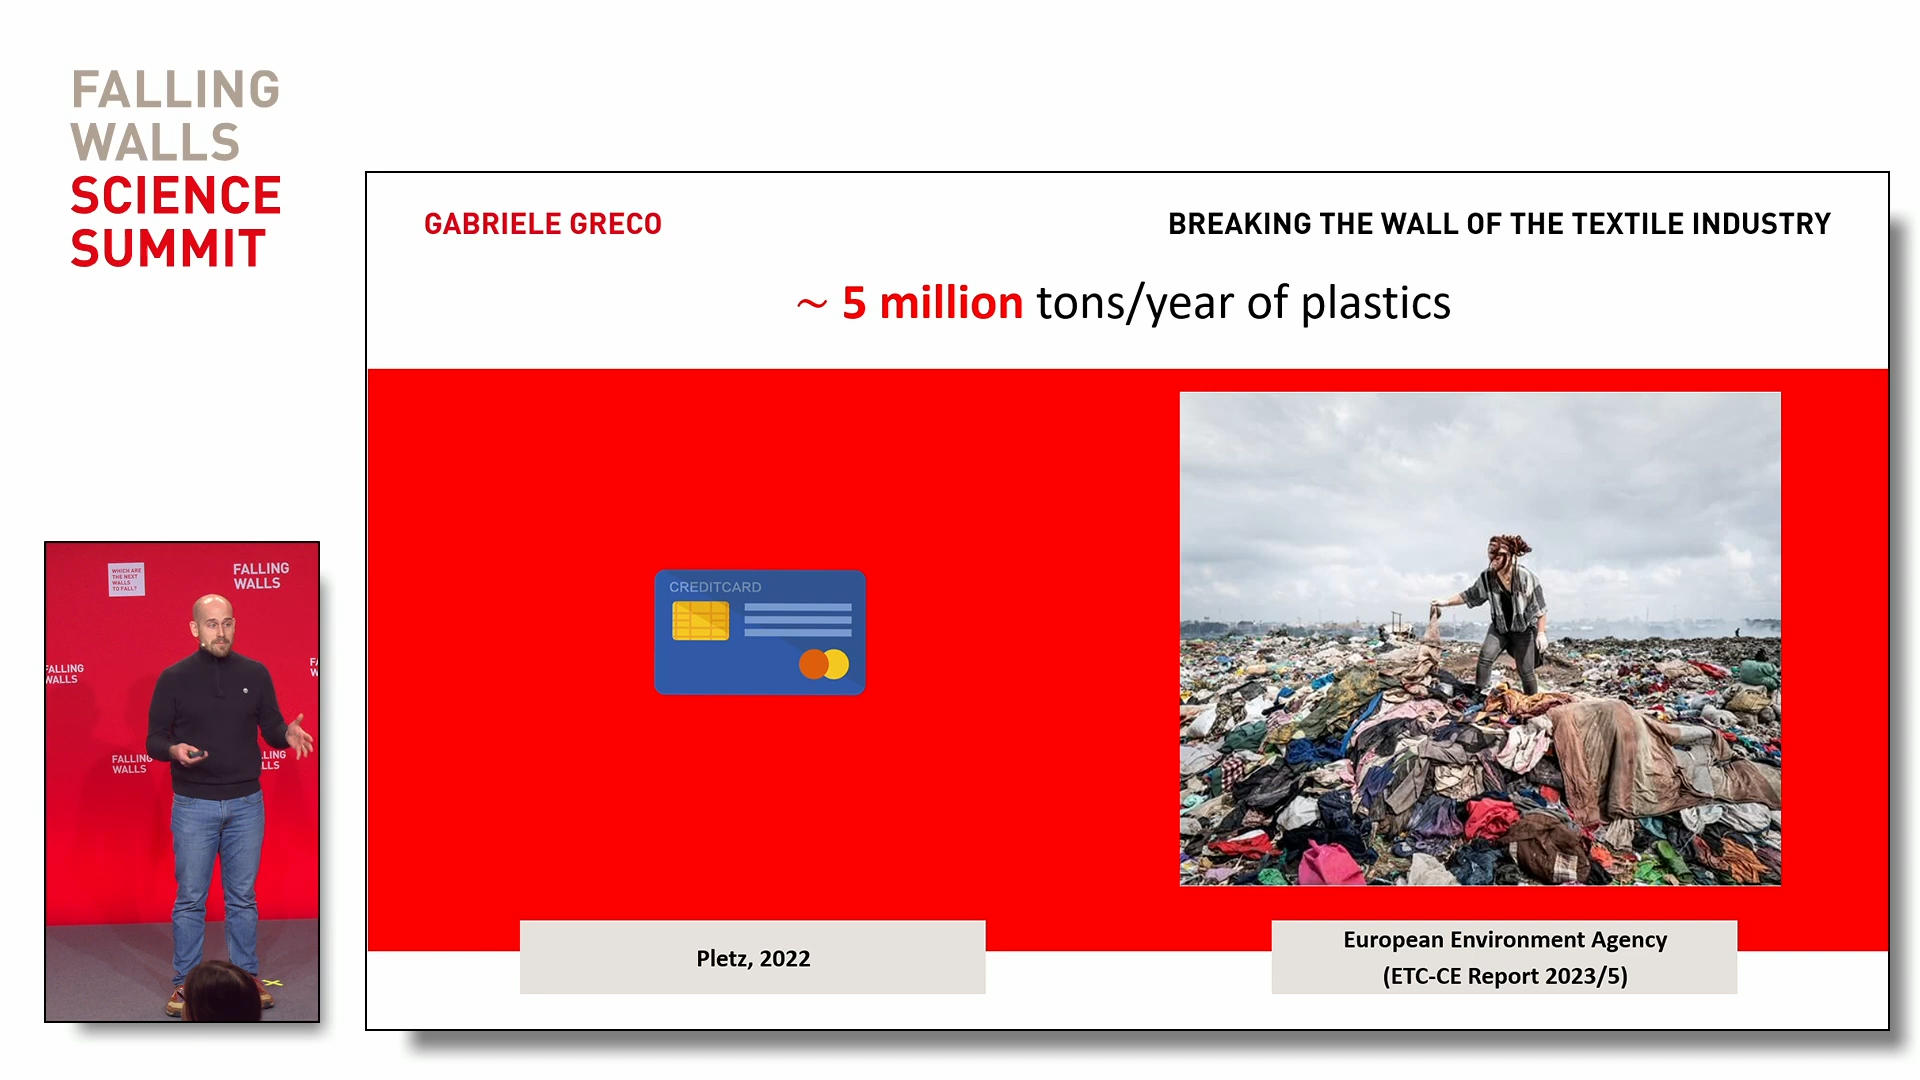 FALLING
WALLS
SCIENCE
SUMMIT
GABRIELE GRECO
BREAKING THE WALL OF THE TEXTILE INDUSTRY
~ 5 million tons/year of plastics
CREDITCARD
Pletz, 2022
European Environment Agency
(ETC-CE Report 2023/5)
WHICH ARE
THE NEXT
WALLS
TO FALL?
FALLING
WALLS
FALLING
WALLS
FALLING
WALLS